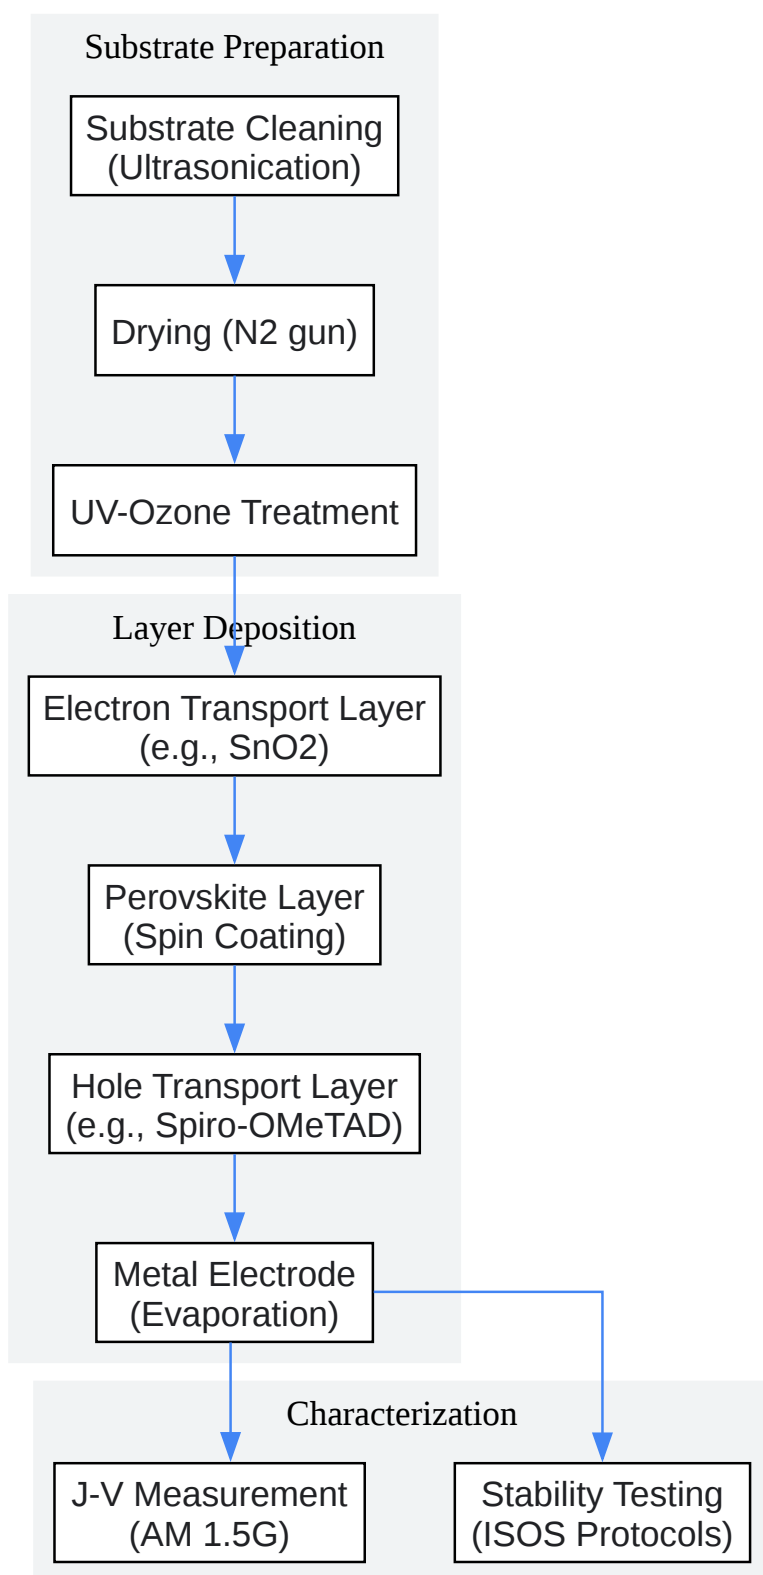 Substrate Preparation
Substrate Cleaning
(Ultrasonication)
Drying (N2 gun)
UV-Ozone Treatment
Layer Deposition
Electron Transport Layer
(e.g., SnO2)
Perovskite Layer
(Spin Coating)
Hole Transport Layer
(e.g., Spiro-OMeTAD)
Metal Electrode
(Evaporation)
Characterization
J-V Measurement
(AM 1.5G)
Stability Testing
(ISOS Protocols)